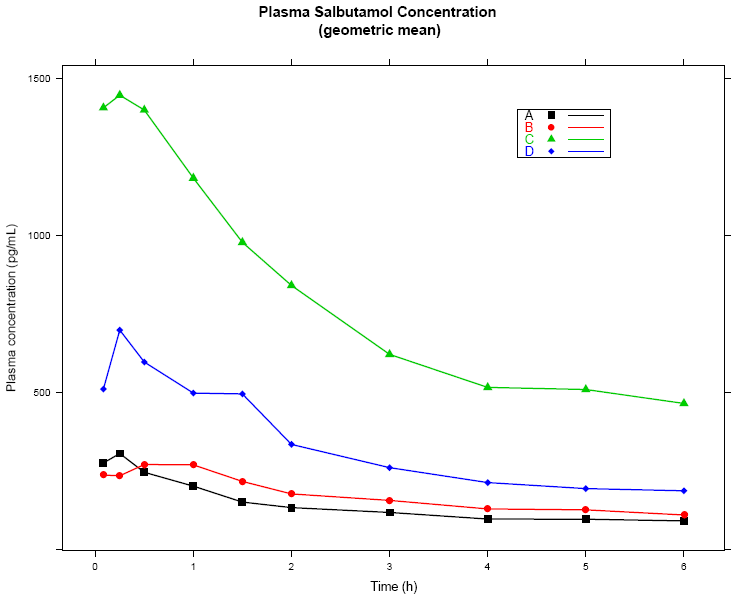 Plasma Salbutamol Concentration
(geometric mean)
1500
1000
500
Plasma concentration (pg/mL)
A
B
C
D
0 1 2 3 4 5 6
Time (h)